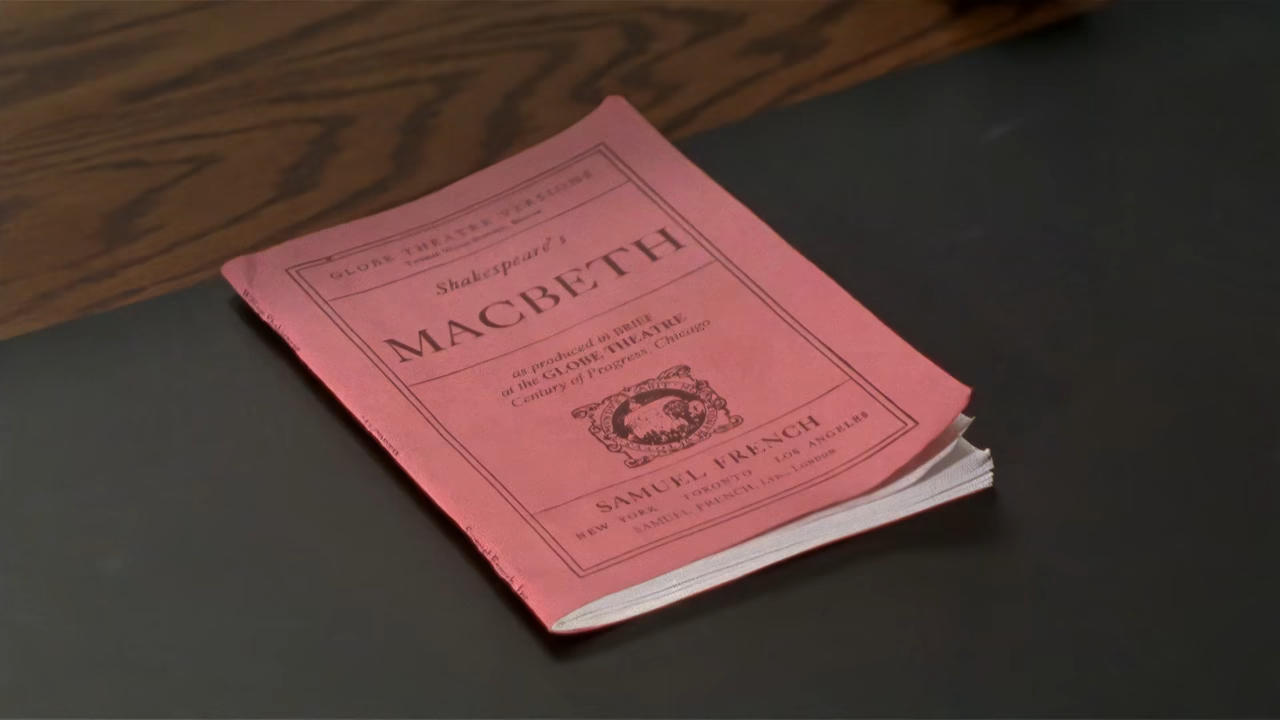 GLOBE THEATRE VERSIONS
Shakespeare's
MACBETH
as produced in BRIEF
at the GLOBE THEATRE
Century of Progress, Chicago
SAMUEL FRENCH
NEW YORK TORONTO LOS ANGELES
SAMUEL FRENCH, LTD., LONDON